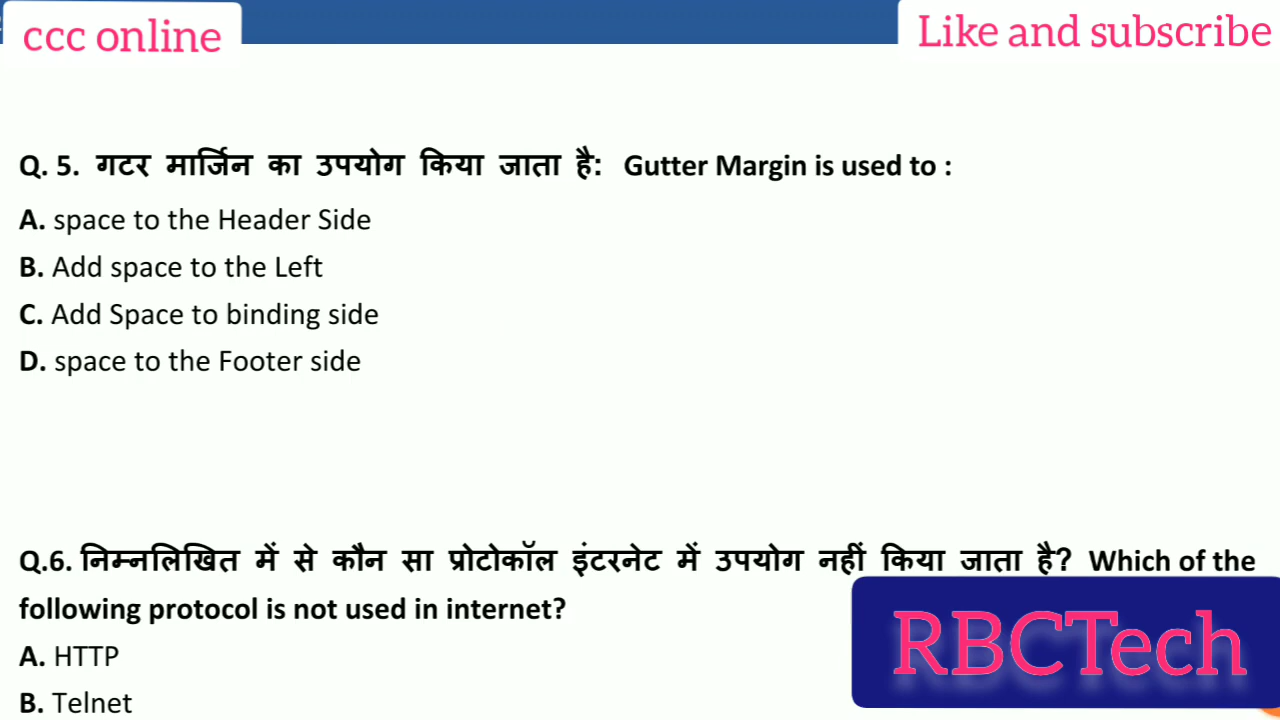 ccc online
Like and subscribe
Q. 5. गटर मार्जिन का उपयोग किया जाता है: Gutter Margin is used to :
A. space to the Header Side
B. Add space to the Left
C. Add Space to binding side
D. space to the Footer side
Q.6. निम्नलिखित में से कौन सा प्रोटोकॉल इंटरनेट में उपयोग नहीं किया जाता है? Which of the
following protocol is not used in internet?
RBCTech
A. HTTP
B. Telnet